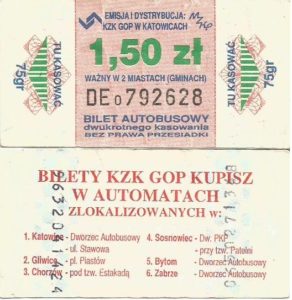 EMISJA I DYSTRYBUCJA:
KZK GOP W KATOWICACH
1,50 zł
WAŻNY W 2 MIASTACH (GMINACH)
DE0792628
BILET AUTOBUSOWY
dwukrotnego kasowania
BEZ PRAWA PRZESIADKI
TU KASOWAĆ
75gr
TU KASOWAĆ
75gr
BILETY KZK GOP KUPISZ
W AUTOMATACH
ZLOKALIZOWANYCH w:
1. Katowice - Dworzec Autobusowy
ul. Stawowa
2. Gliwice - pl. Piastów
3. Chorzów - pod tzw. Estakadą
4. Sosnowiec - Dw. PKP
- przy tzw. Patelni
5. Bytom - Dworzec Autobusowy
6. Zabrze - Dworzec Autobusowy